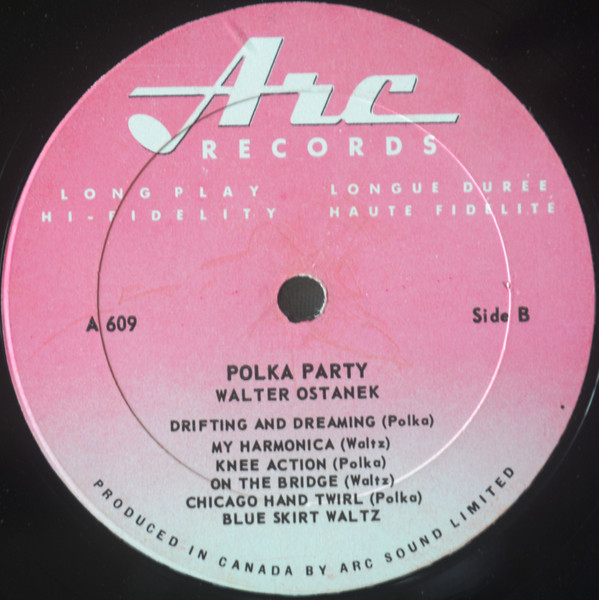 Arc
RECORDS
LONG PLAY LONGUE DUREE
HI-FIDELITY HAUTE FIDELITE
A 609 Side B
POLKA PARTY
WALTER OSTANEK
DRIFTING AND DREAMING (Polka)
MY HARMONICA (Waltz)
KNEE ACTION (Polka)
ON THE BRIDGE (Waltz)
CHICAGO HAND TWIRL (Polka)
BLUE SKIRT WALTZ
PRODUCED IN CANADA BY ARC SOUND LIMITED